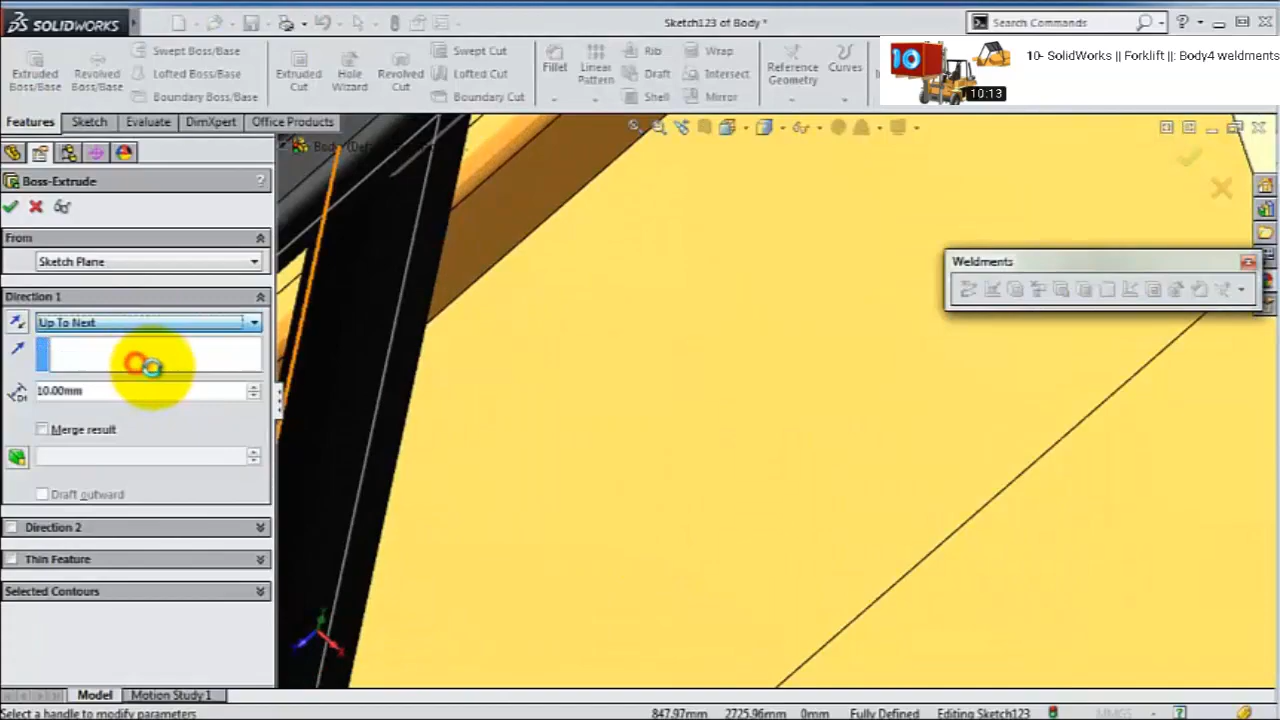 SOLIDWORKS
Sketch123 of Body *
Search Commands
?
Extruded Boss/Base
Revolved Boss/Base
Swept Boss/Base
Lofted Boss/Base
Boundary Boss/Base
Extruded Cut
Hole Wizard
Revolved Cut
Swept Cut
Lofted Cut
Boundary Cut
Fillet
Linear Pattern
Rib
Draft
Shell
Wrap
Intersect
Mirror
Reference Geometry
Curves
10
10:13
10- SolidWorks || Forklift ||: Body4 weldments
Features
Sketch
Evaluate
DimXpert
Office Products
Boss-Extrude
?
From
Sketch Plane
Direction 1
Up To Next
10.00mm
Merge result
Draft outward
Direction 2
Thin Feature
Selected Contours
Weldments
Model
Motion Study 1
Select a handle to modify parameters
847.97mm
2725.96mm
0mm
Fully Defined
Editing Sketch123
MMGS